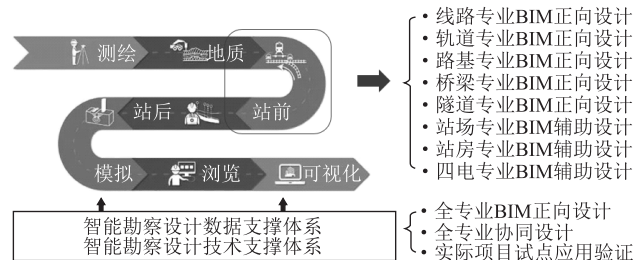 测绘
地质
站后
站前
模拟
浏览
可视化
智能勘察设计数据支撑体系
智能勘察设计技术支撑体系
·线路专业BIM正向设计
·轨道专业BIM正向设计
·路基专业BIM正向设计
·桥梁专业BIM正向设计
·隧道专业BIM正向设计
·站场专业BIM辅助设计
·站房专业BIM辅助设计
·四电专业BIM辅助设计
·全专业BIM正向设计
·全专业协同设计
·实际项目试点应用验证